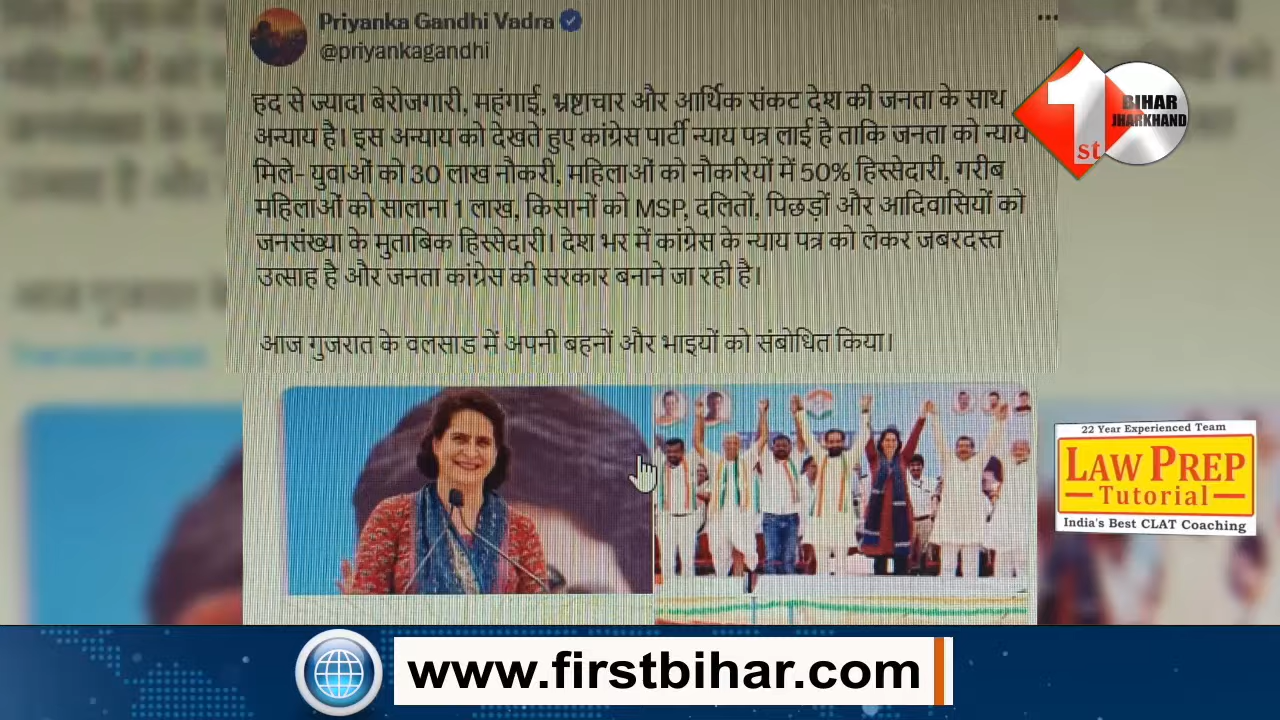 Priyanka Gandhi Vadra
@priyankagandhi
हद से ज्यादा बेरोजगारी, महंगाई, भ्रष्टाचार और आर्थिक संकट देश की जनता के साथ
अन्याय है। इस अन्याय को देखते हुए कांग्रेस पार्टी न्याय पत्र लाई है ताकि जनता को न्याय
मिले- युवाओं को 30 लाख नौकरी, महिलाओं को नौकरियों में 50% हिस्सेदारी, गरीब
महिलाओं को सालाना 1 लाख, किसानों को MSP, दलितों, पिछड़ों और आदिवासियों को
जनसंख्या के मुताबिक हिस्सेदारी। देश भर में कांग्रेस के न्याय पत्र को लेकर जबरदस्त
उत्साह है और जनता कांग्रेस की सरकार बनाने जा रही है।
आज गुजरात के वलसाड में अपनी बहनों और भाइयों को संबोधित किया।
1st
BIHAR
JHARKHAND
22 Year Experienced Team
LAW PREP
Tutorial
India's Best CLAT Coaching
www.firstbihar.com